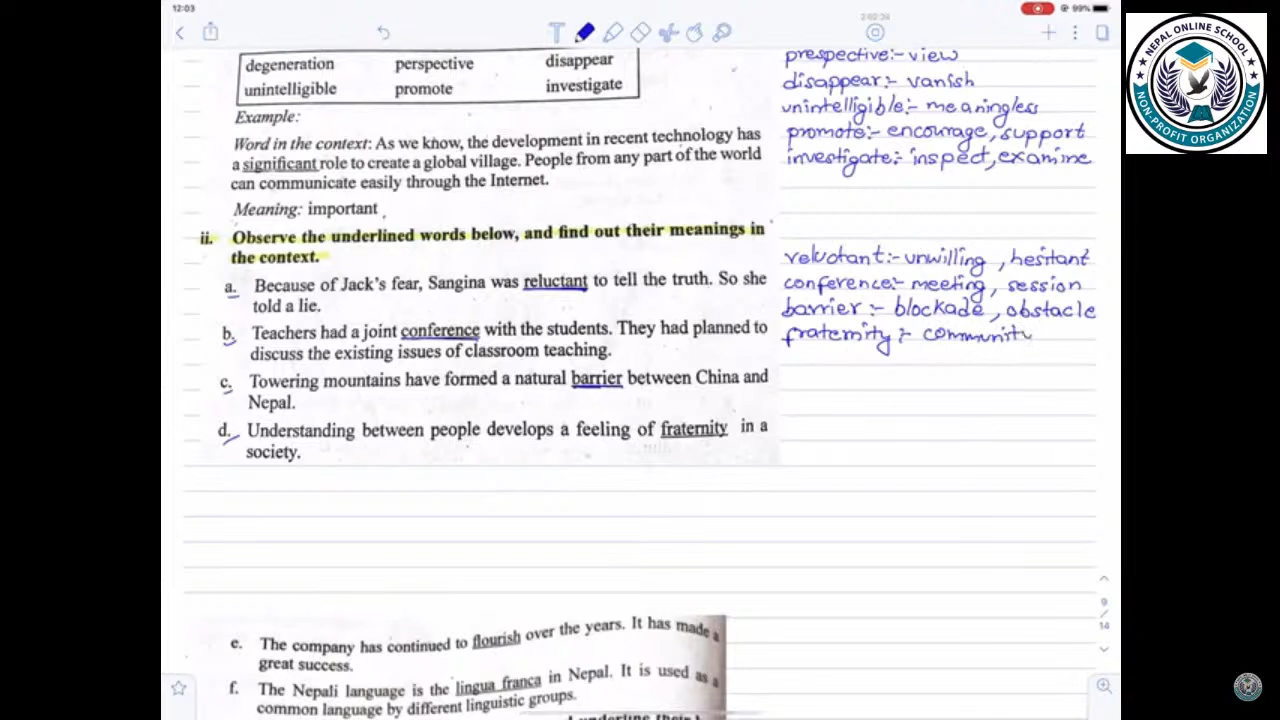 12:03
2:02:34
99%
T
NEPAL ONLINE SCHOOL
NON-PROFIT ORGANIZATION
degeneration perspective disappear
unintelligible promote investigate
Example:
Word in the context: As we know, the development in recent technology has
a significant role to create a global village. People from any part of the world
can communicate easily through the Internet.
Meaning: important
ii. Observe the underlined words below, and find out their meanings in
the context.
a. Because of Jack's fear, Sangina was reluctant to tell the truth. So she
told a lie.
b. Teachers had a joint conference with the students. They had planned to
discuss the existing issues of classroom teaching.
c. Towering mountains have formed a natural barrier between China and
Nepal.
d. Understanding between people develops a feeling of fraternity in a
society.
prespective:- view
disappear:- vanish
unintelligible:- meaningless
promote:- encourage, support
investigate:- inspect, examine
reluctant:- unwilling, hesitant
conference:- meeting, session
barrier:- blockade, obstacle
fraternity:- community
e. The company has continued to flourish over the years. It has made a
great success.
f. The Nepali language is the lingua franca in Nepal. It is used as a
common language by different linguistic groups.
9
/
14